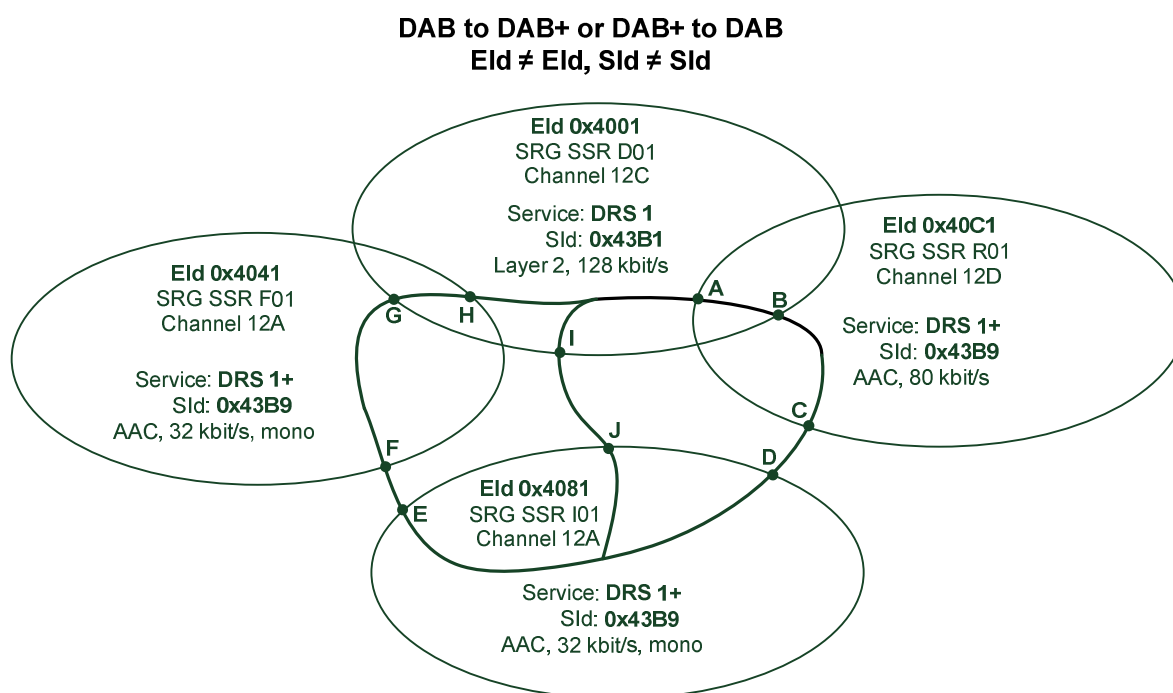 DAB to DAB+ or DAB+ to DAB
EId ≠ EId, SId ≠ SId
EId 0x4001
SRG SSR D01
Channel 12C
Service: DRS 1
SId: 0x43B1
Layer 2, 128 kbit/s
EId 0x40C1
SRG SSR R01
Channel 12D
Service: DRS 1+
SId: 0x43B9
AAC, 80 kbit/s
EId 0x4041
SRG SSR F01
Channel 12A
Service: DRS 1+
SId: 0x43B9
AAC, 32 kbit/s, mono
A
B
G
H
I
C
J
D
F
E
EId 0x4081
SRG SSR I01
Channel 12A
Service: DRS 1+
SId: 0x43B9
AAC, 32 kbit/s, mono